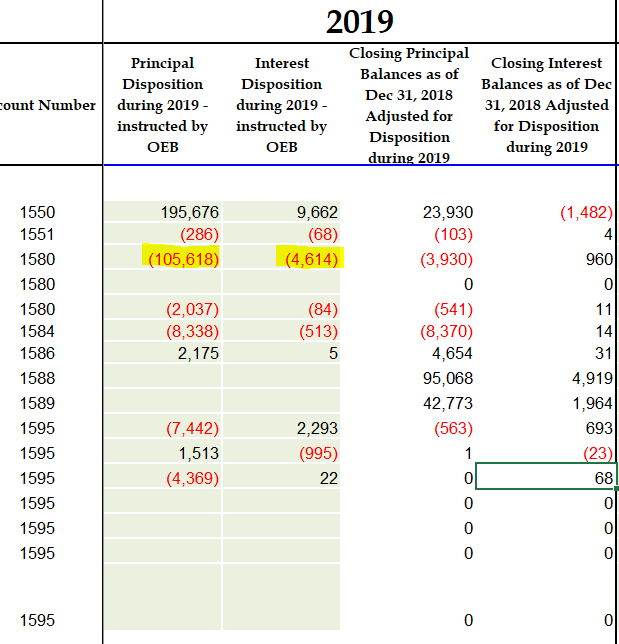 2019
count Number
Principal Disposition during 2019 - instructed by OEB
Interest Disposition during 2019 - instructed by OEB
Closing Principal Balances as of Dec 31, 2018 Adjusted for Disposition during 2019
Closing Interest Balances as of Dec 31, 2018 Adjusted for Disposition during 2019
1550 195,676 9,662 23,930 (1,482)
1551 (286) (68) (103) 4
1580 (105,618) (4,614) (3,930) 960
1580 0 0
1580 (2,037) (84) (541) 11
1584 (8,338) (513) (8,370) 14
1586 2,175 5 4,654 31
1588 95,068 4,919
1589 42,773 1,964
1595 (7,442) 2,293 (563) 693
1595 1,513 (995) 1 (23)
1595 (4,369) 22 0 68
1595 0 0
1595 0 0
1595 0 0
1595 0 0